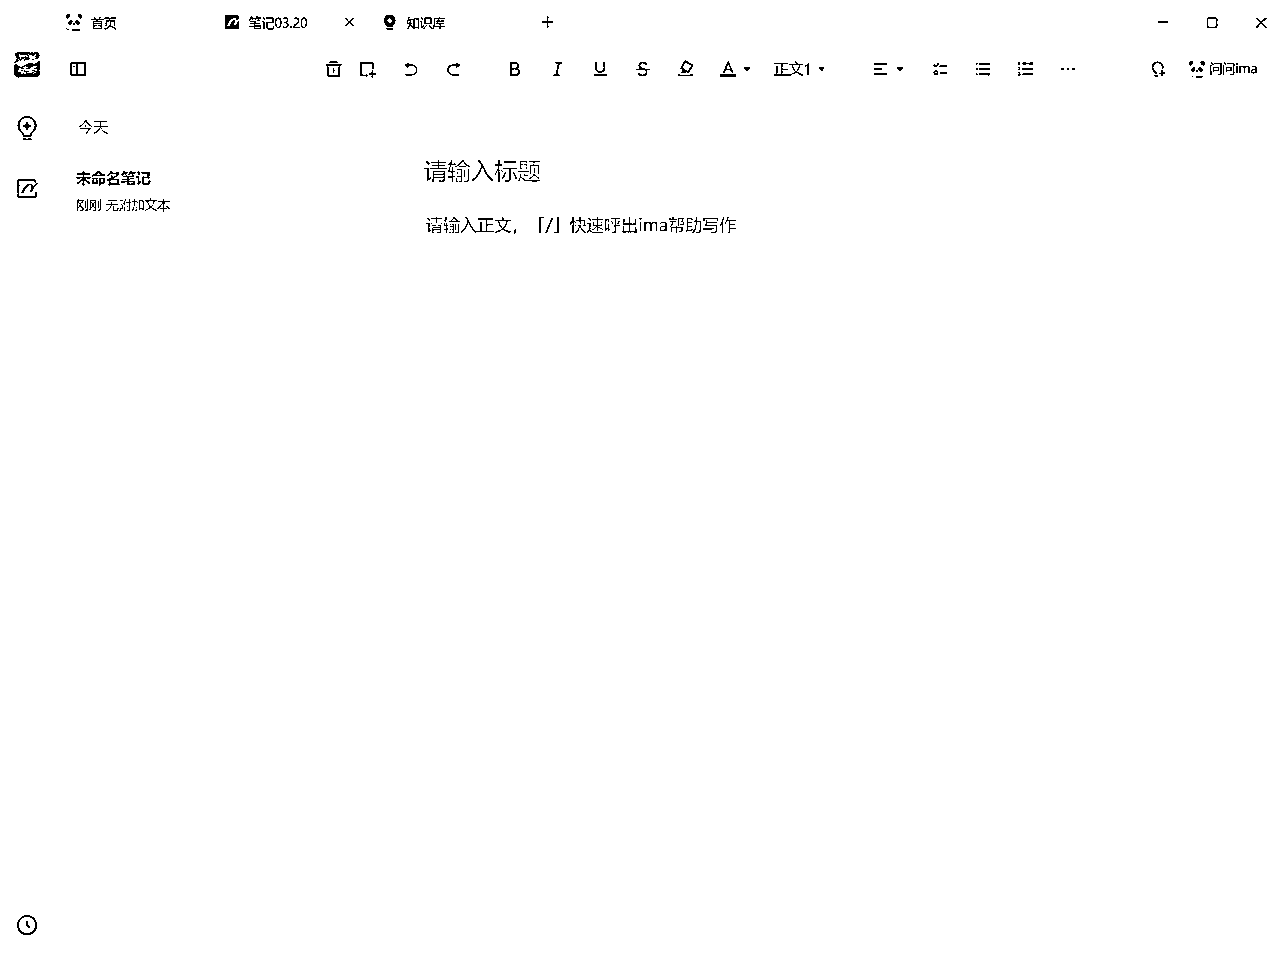 首页
笔记03.20
知识库
正文1
问问ima
今天
未命名笔记
刚刚 无附加文本
请输入标题
请输入正文，「/」快速呼出ima帮助写作